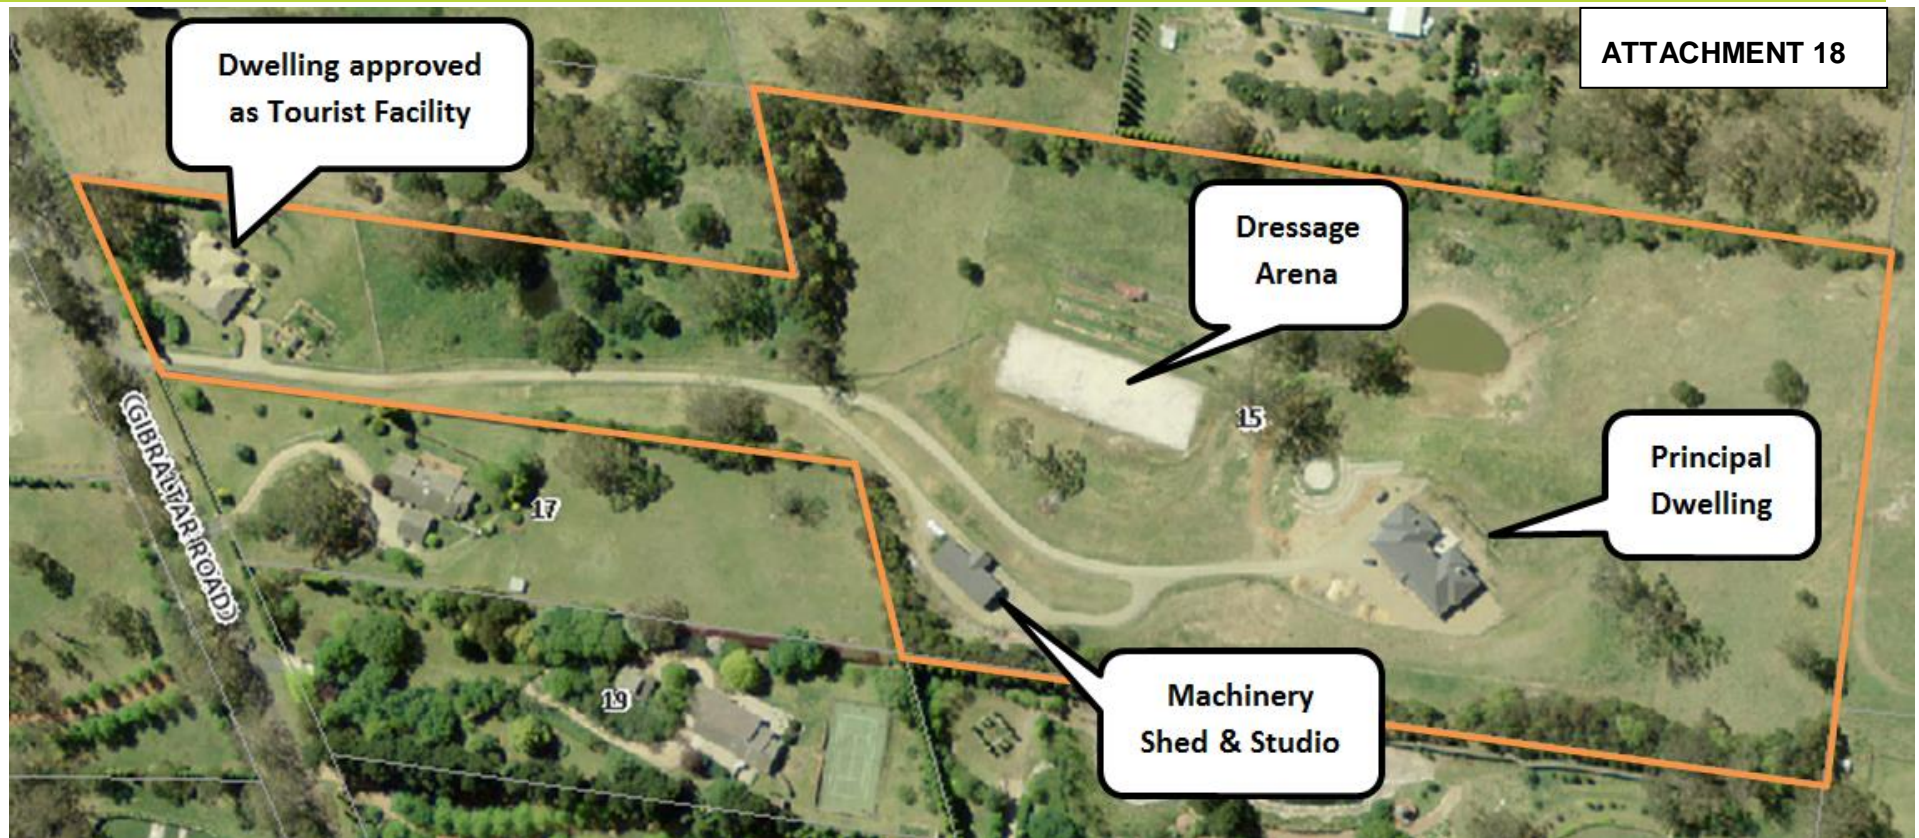 ATTACHMENT 18
Dwelling approved
as Tourist Facility
Dressage
Arena
15
Principal
Dwelling
GIBRALTAR ROAD
17
19
Machinery
Shed & Studio